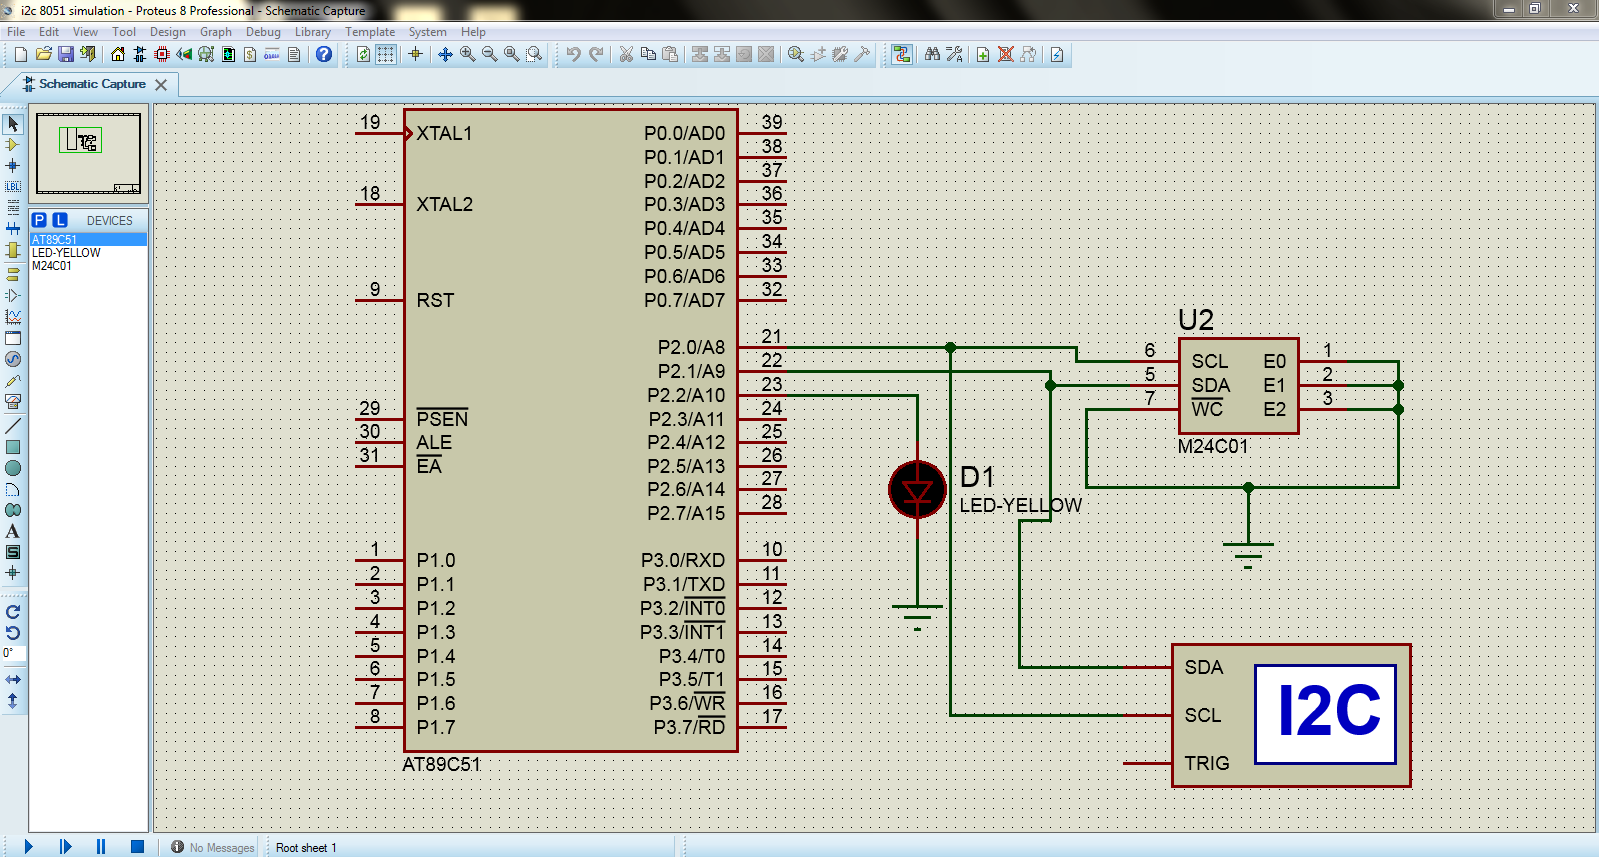 i2c 8051 simulation - Proteus 8 Professional - Schematic Capture
File Edit View Tool Design Graph Debug Library Template System Help
Schematic Capture
P L DEVICES
AT89C51
LED-YELLOW
M24C01
LBL
A
S
0°
19 XTAL1
18 XTAL2
9 RST
29 PSEN
30 ALE
31 EA
1 P1.0
2 P1.1
3 P1.2
4 P1.3
5 P1.4
6 P1.5
7 P1.6
8 P1.7
P0.0/AD0 39
P0.1/AD1 38
P0.2/AD2 37
P0.3/AD3 36
P0.4/AD4 35
P0.5/AD5 34
P0.6/AD6 33
P0.7/AD7 32
P2.0/A8 21
P2.1/A9 22
P2.2/A10 23
P2.3/A11 24
P2.4/A12 25
P2.5/A13 26
P2.6/A14 27
P2.7/A15 28
P3.0/RXD 10
P3.1/TXD 11
P3.2/INT0 12
P3.3/INT1 13
P3.4/T0 14
P3.5/T1 15
P3.6/WR 16
P3.7/RD 17
AT89C51
D1
LED-YELLOW
U2
6 SCL E0 1
5 SDA E1 2
7 WC E2 3
M24C01
SDA
SCL
TRIG
I2C
No Messages
Root sheet 1